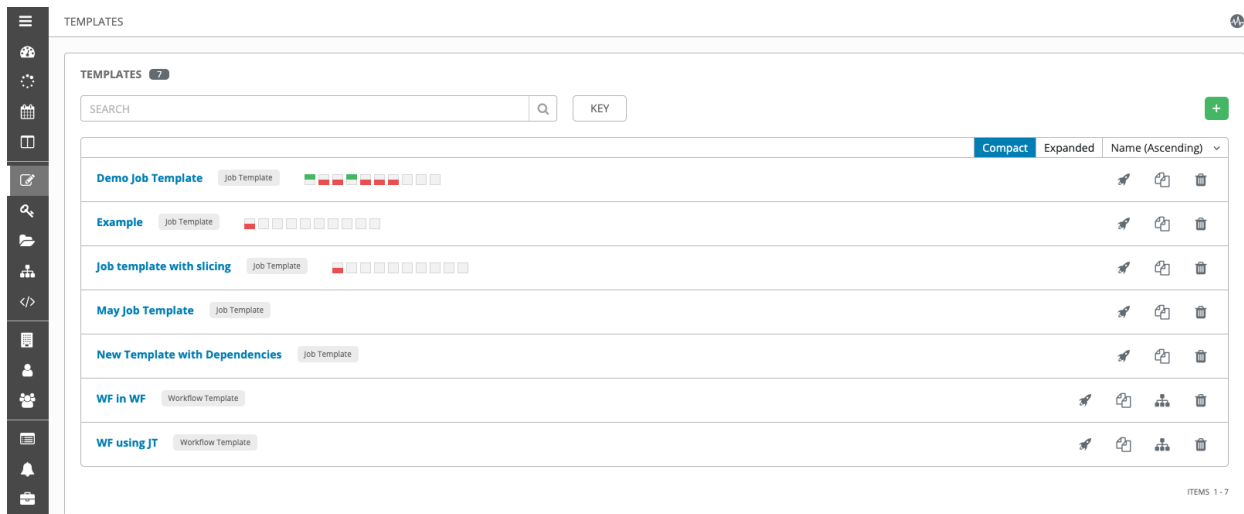 TEMPLATES
TEMPLATES 7
SEARCH KEY
Compact Expanded Name (Ascending)
Demo Job Template Job Template
Example Job Template
Job template with slicing Job Template
May Job Template Job Template
New Template with Dependencies Job Template
WF in WF Workflow Template
WF using JT Workflow Template
ITEMS 1 - 7